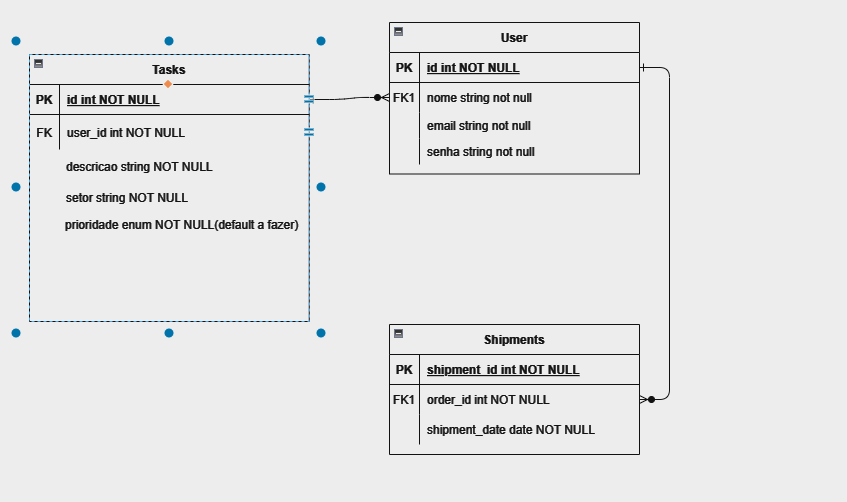 Tasks
PK id int NOT NULL
FK user_id int NOT NULL
descricao string NOT NULL
setor string NOT NULL
prioridade enum NOT NULL(default a fazer)
User
PK id int NOT NULL
FK1 nome string not null
email string not null
senha string not null
Shipments
PK shipment_id int NOT NULL
FK1 order_id int NOT NULL
shipment_date date NOT NULL